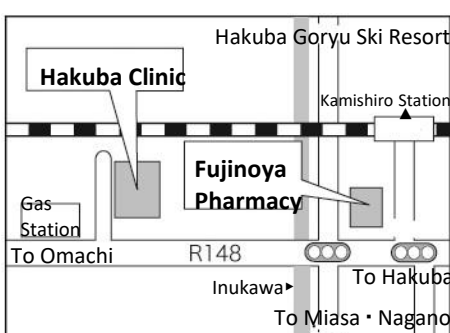 Hakuba Goryu Ski Resort
Hakuba Clinic
Kamishiro Station
▲
Fujinoya
Pharmacy
Gas
Station
To Omachi
R148
To Hakuba
Inukawa▶
To Miasa・Nagano